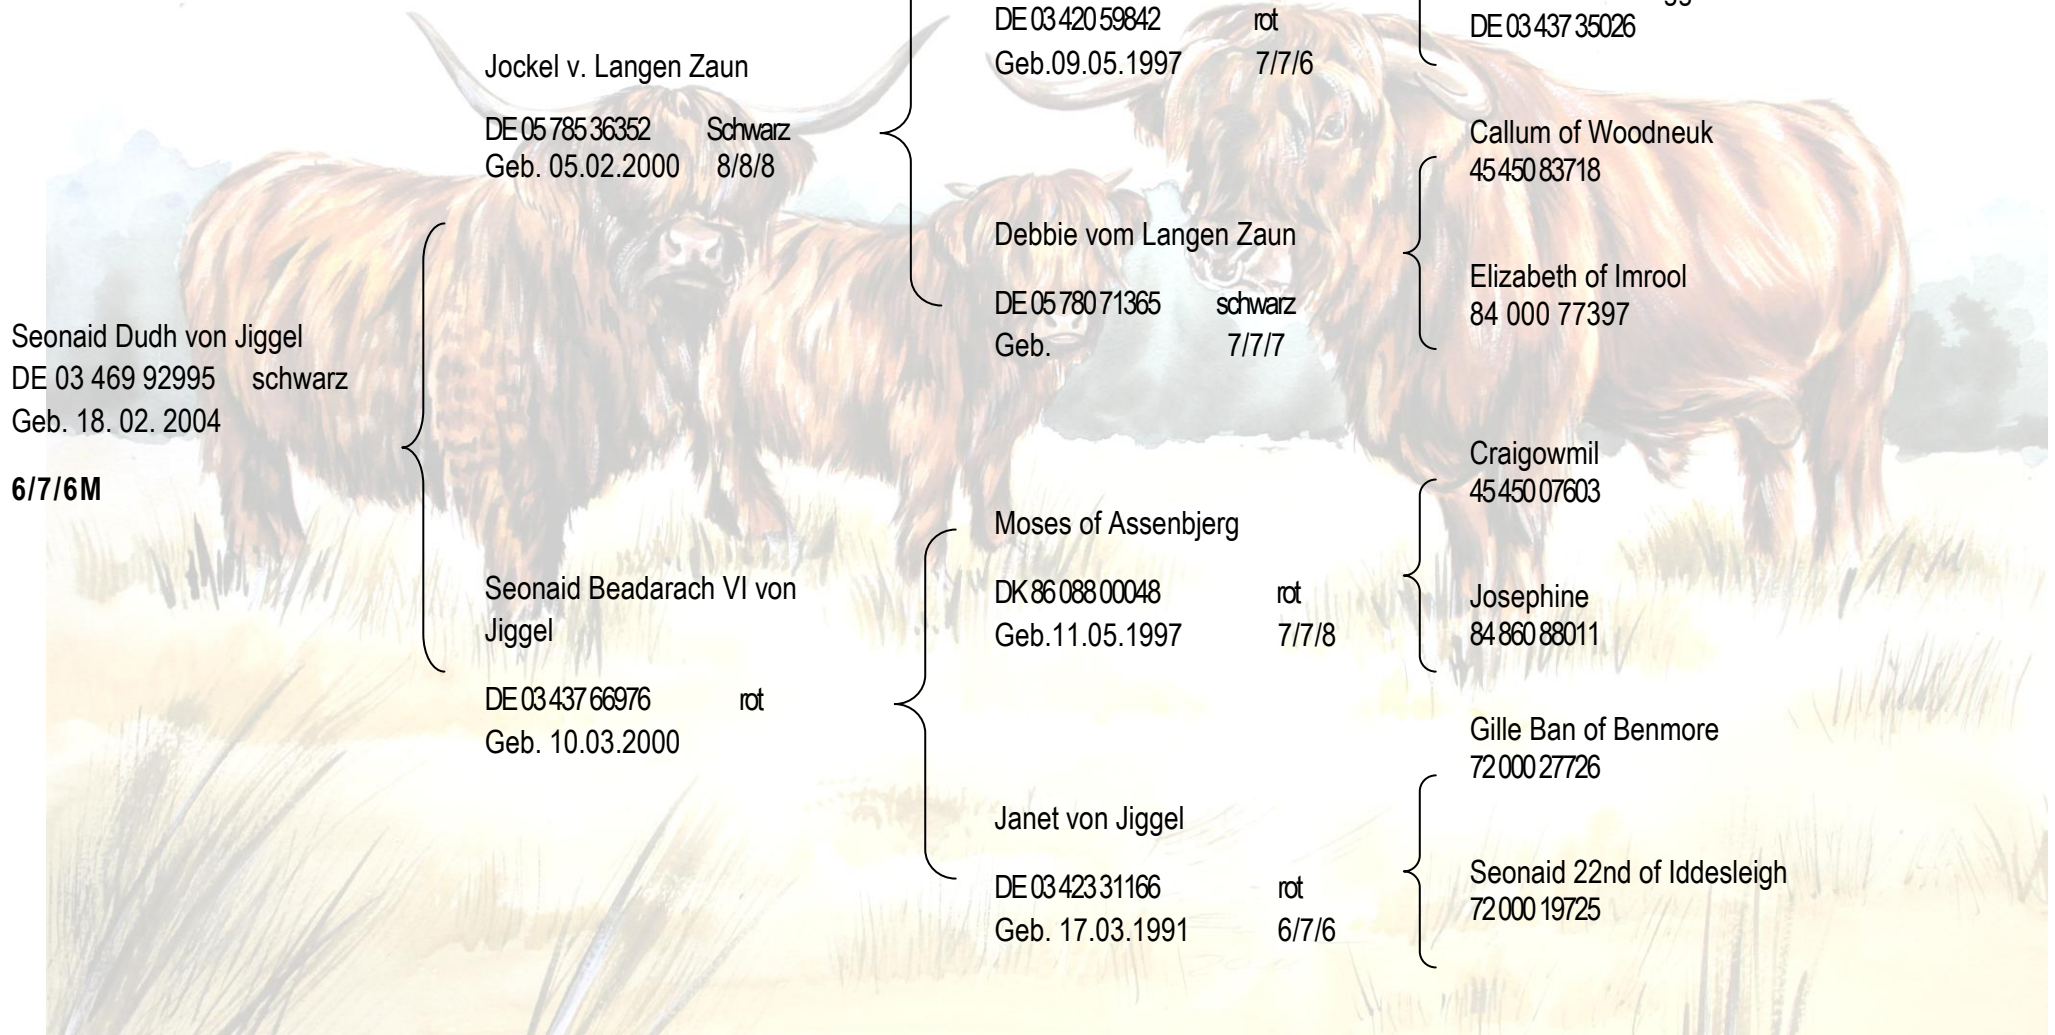 Seonaid Dudh von Jiggel
DE 03 469 92995 schwarz
Geb. 18. 02. 2004
6/7/6M
Jockel v. Langen Zaun
DE 05 785 36352 Schwarz
Geb. 05.02.2000 8/8/8
Seonaid Beadarach VI von
Jiggel
DE 03 437 66976 rot
Geb. 10.03.2000
DE 03 420 59842 rot
Geb.09.05.1997 7/7/6
Debbie vom Langen Zaun
DE 05 780 71365 schwarz
Geb. 7/7/7
Moses of Assenbjerg
DK 86 088 00048 rot
Geb.11.05.1997 7/7/8
Janet von Jiggel
DE 03 423 31166 rot
Geb. 17.03.1991 6/7/6
DE 03 437 35026
Callum of Woodneuk
45 450 83718
Elizabeth of Imrool
84 000 77397
Craigowmil
45 450 07603
Josephine
84 860 88011
Gille Ban of Benmore
72 000 27726
Seonaid 22nd of Iddesleigh
72 000 19725